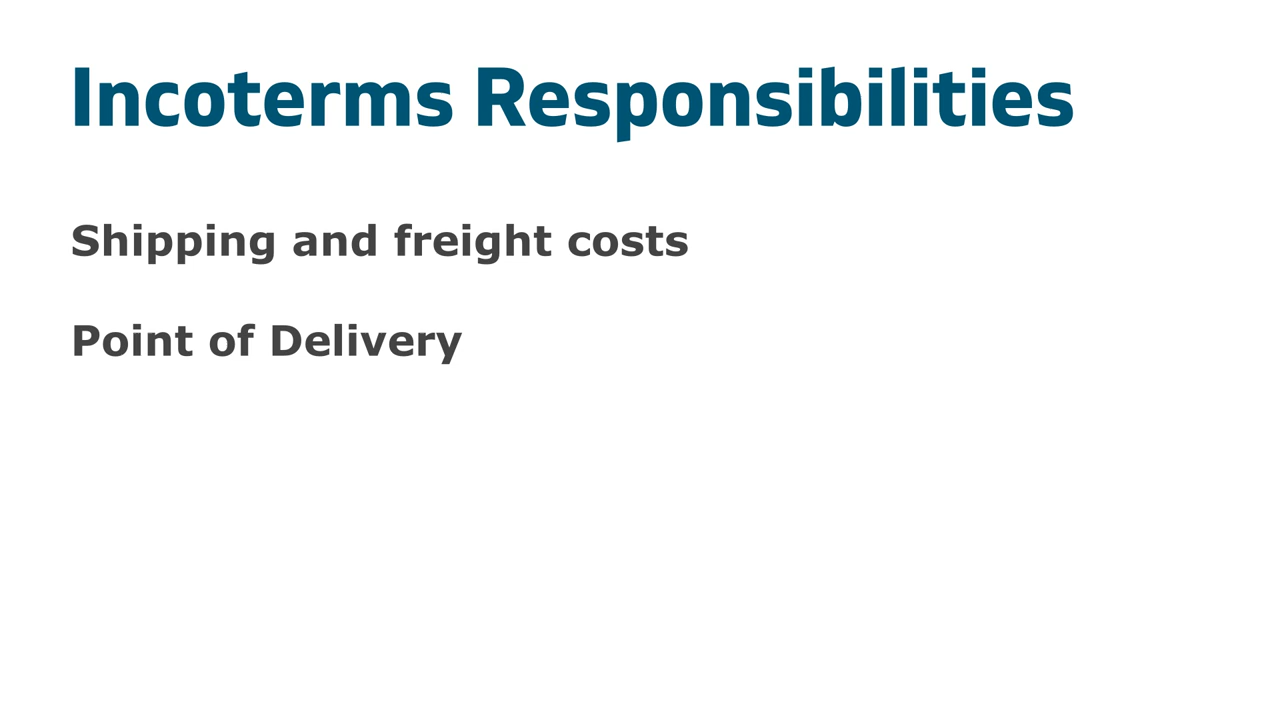 Incoterms Responsibilities
Shipping and freight costs
Point of Delivery